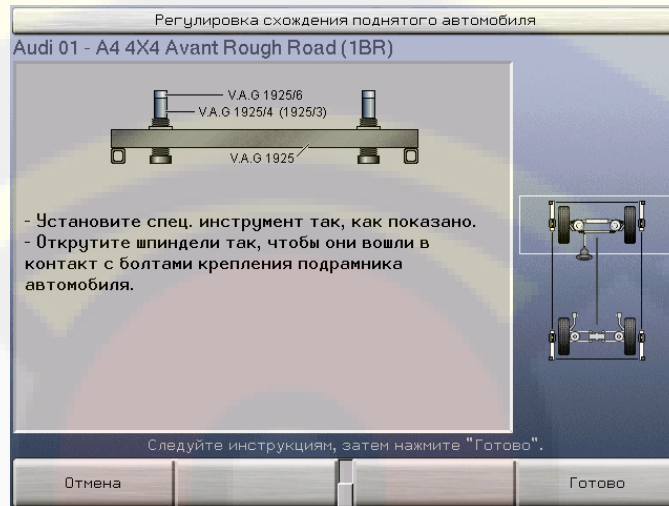 Регулировка схождения поднятого автомобиля
Audi 01 - A4 4X4 Avant Rough Road (1BR)
V.A.G 1925/6
V.A.G 1925/4 (1925/3)
V.A.G 1925
- Установите спец. инструмент так, как показано.
- Открутите шпиндели так, чтобы они вошли в
контакт с болтами крепления подрамника
автомобиля.
Следуйте инструкциям, затем нажмите "Готово".
Отмена
Готово